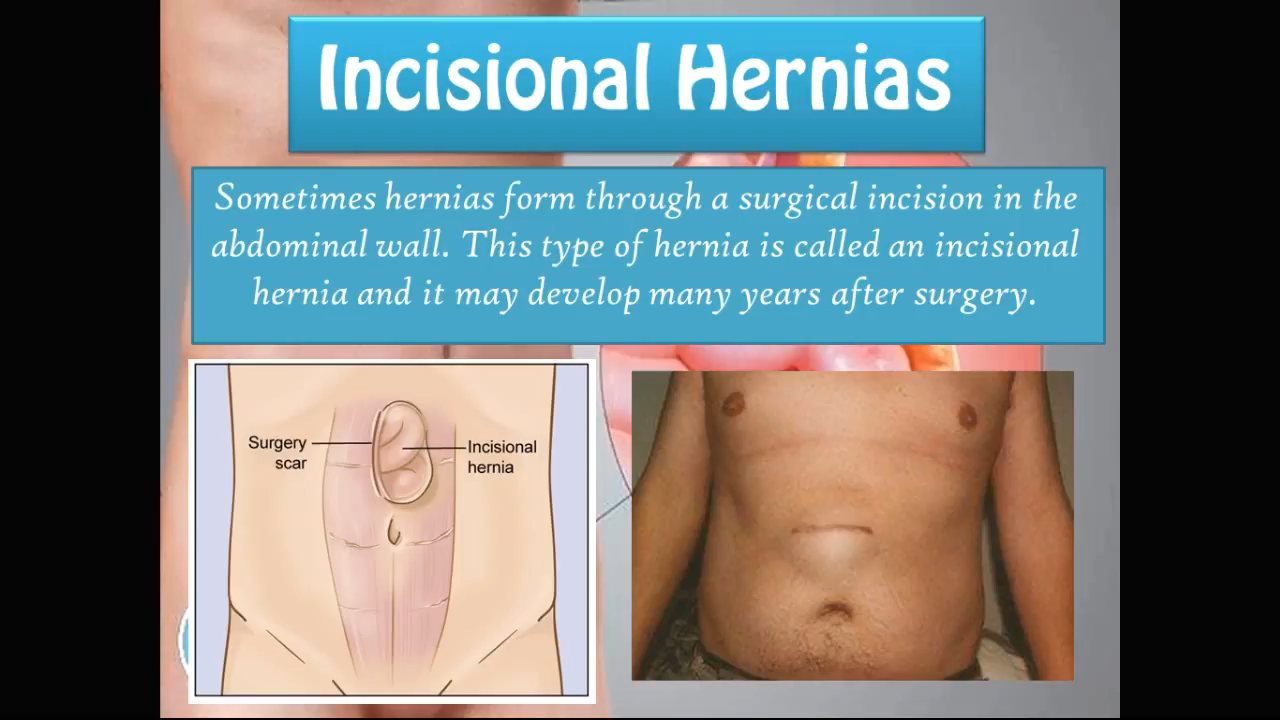 Incisional Hernias
Sometimes hernias form through a surgical incision in the
abdominal wall. This type of hernia is called an incisional
hernia and it may develop many years after surgery.
Surgery
scar
Incisional
hernia